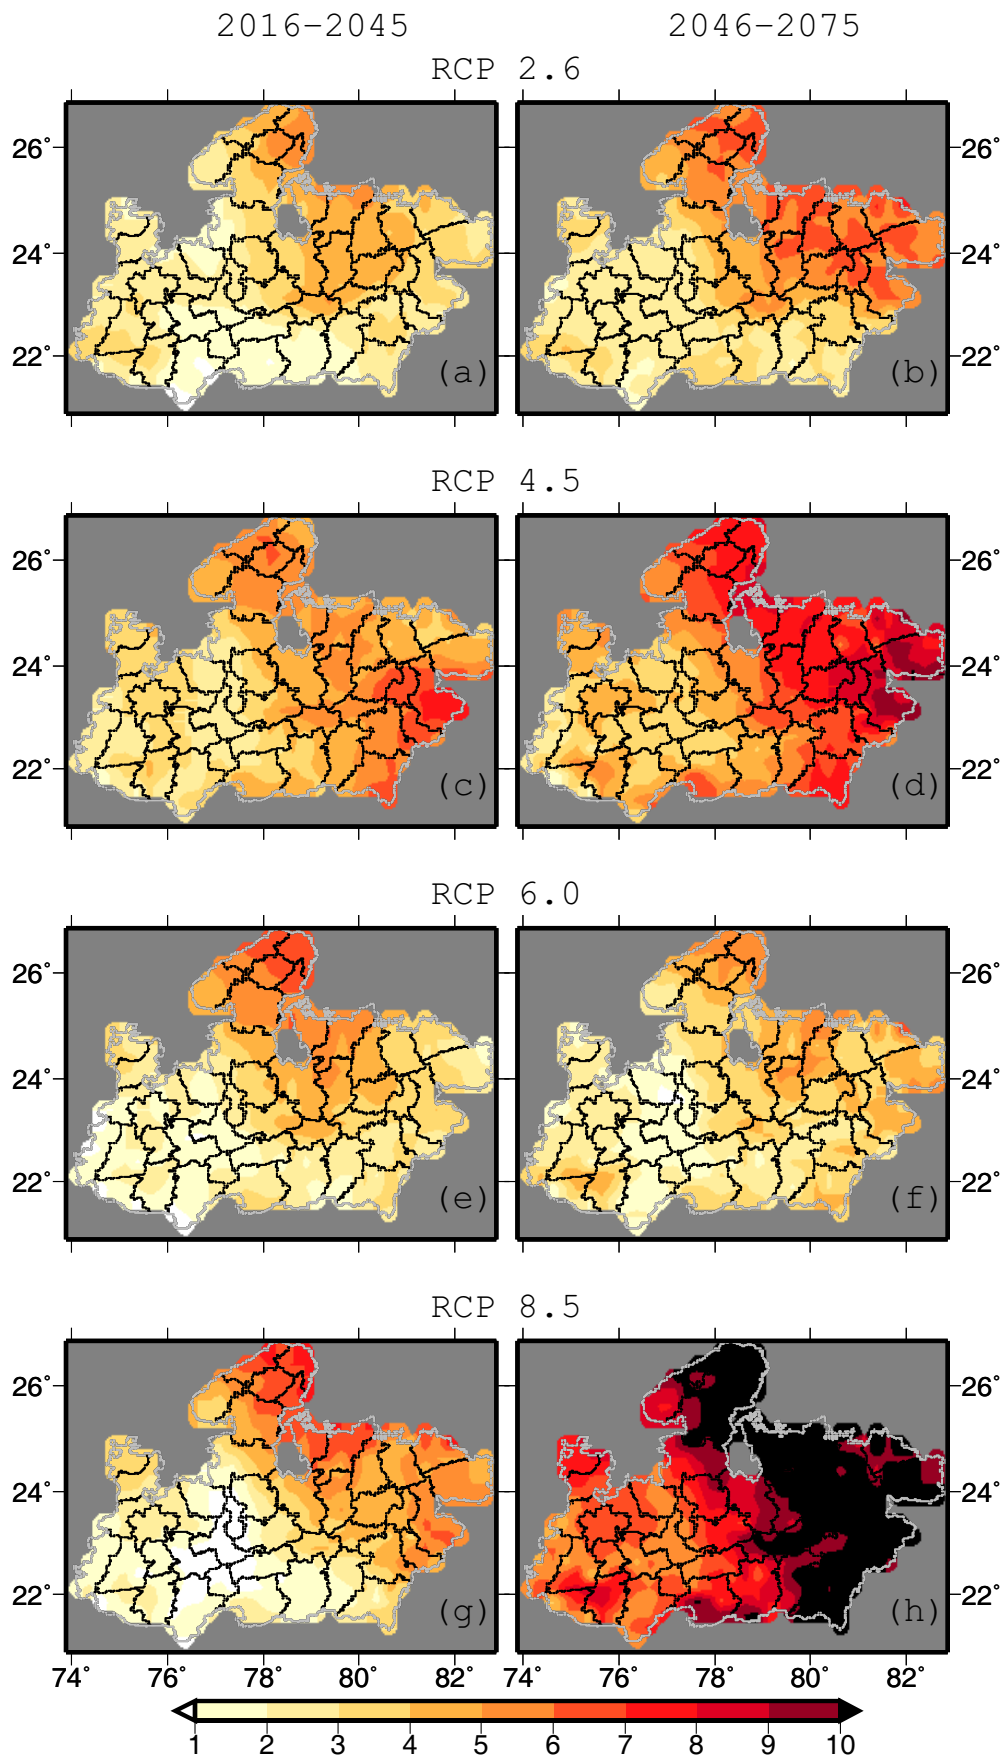 2016–2045 2046–2075
RCP 2.6
26° 26°
24° 24°
22° (a) (b) 22°
RCP 4.5
26° 26°
24° 24°
22° (c) (d) 22°
RCP 6.0
26° 26°
24° 24°
22° (e) (f) 22°
RCP 8.5
26° 26°
24° 24°
22° (g) (h) 22°
74° 76° 78° 80° 82° 74° 76° 78° 80° 82°
1 2 3 4 5 6 7 8 9 10